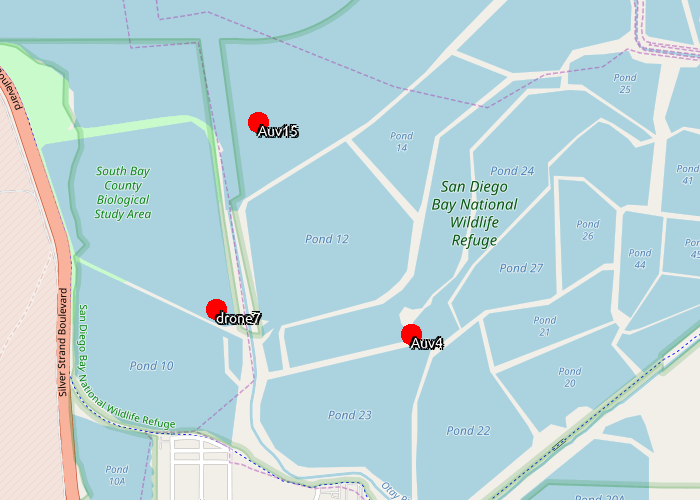 Boulevard
Pond
25
Auv15
Pond
14
South Bay
County
Biological
Study Area
Pond 24
San Diego
Bay National
Wildlife
Refuge
Pond
41
Pond 12
Pond
26
Pond
44
Pond 27
drone7
Auv4
Pond
21
Silver Strand Boulevard
San Diego Bay National Wildlife Refuge
Pond 10
Pond
20
Pond 23
Pond 22
Pond
10A
Pond 20A